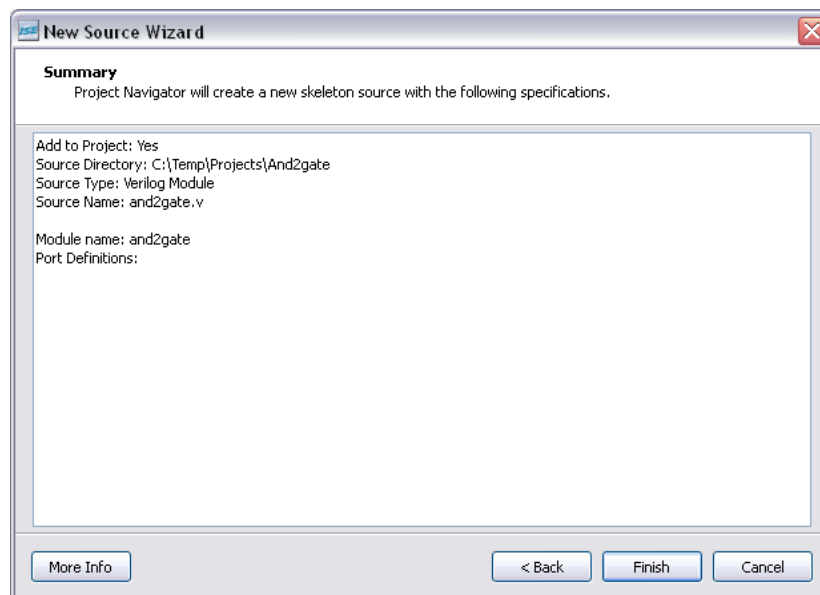 ISE New Source Wizard
Summary
Project Navigator will create a new skeleton source with the following specifications.
Add to Project: Yes
Source Directory: C:\Temp\Projects\And2gate
Source Type: Verilog Module
Source Name: and2gate.v
Module name: and2gate
Port Definitions:
More Info
< Back
Finish
Cancel